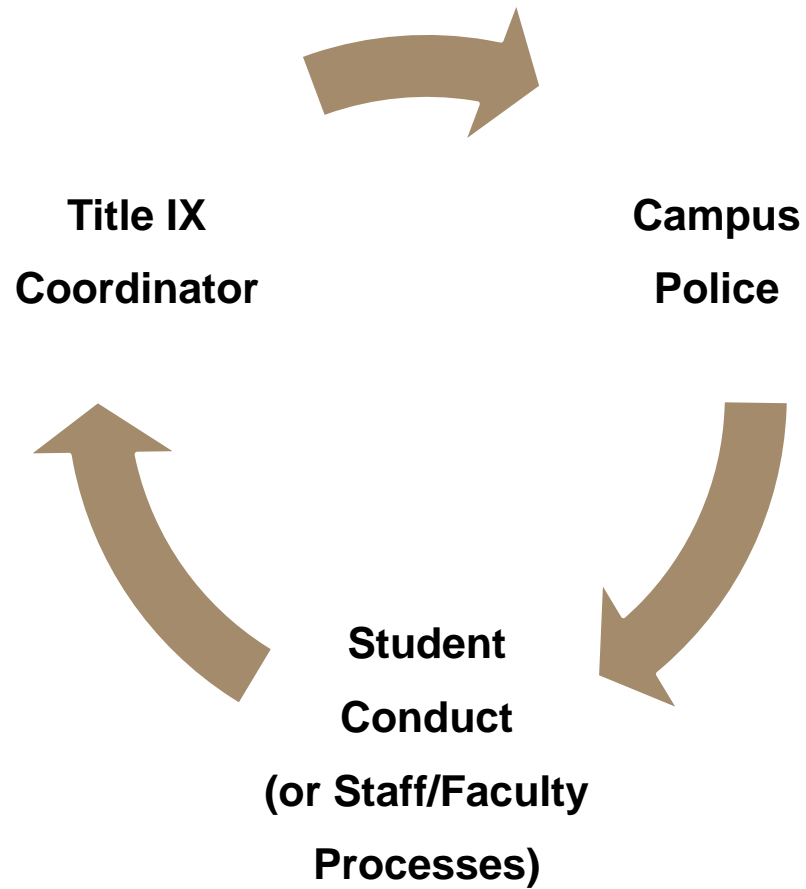 Title IX
Coordinator
Campus
Police
Student
Conduct
(or Staff/Faculty
Processes)